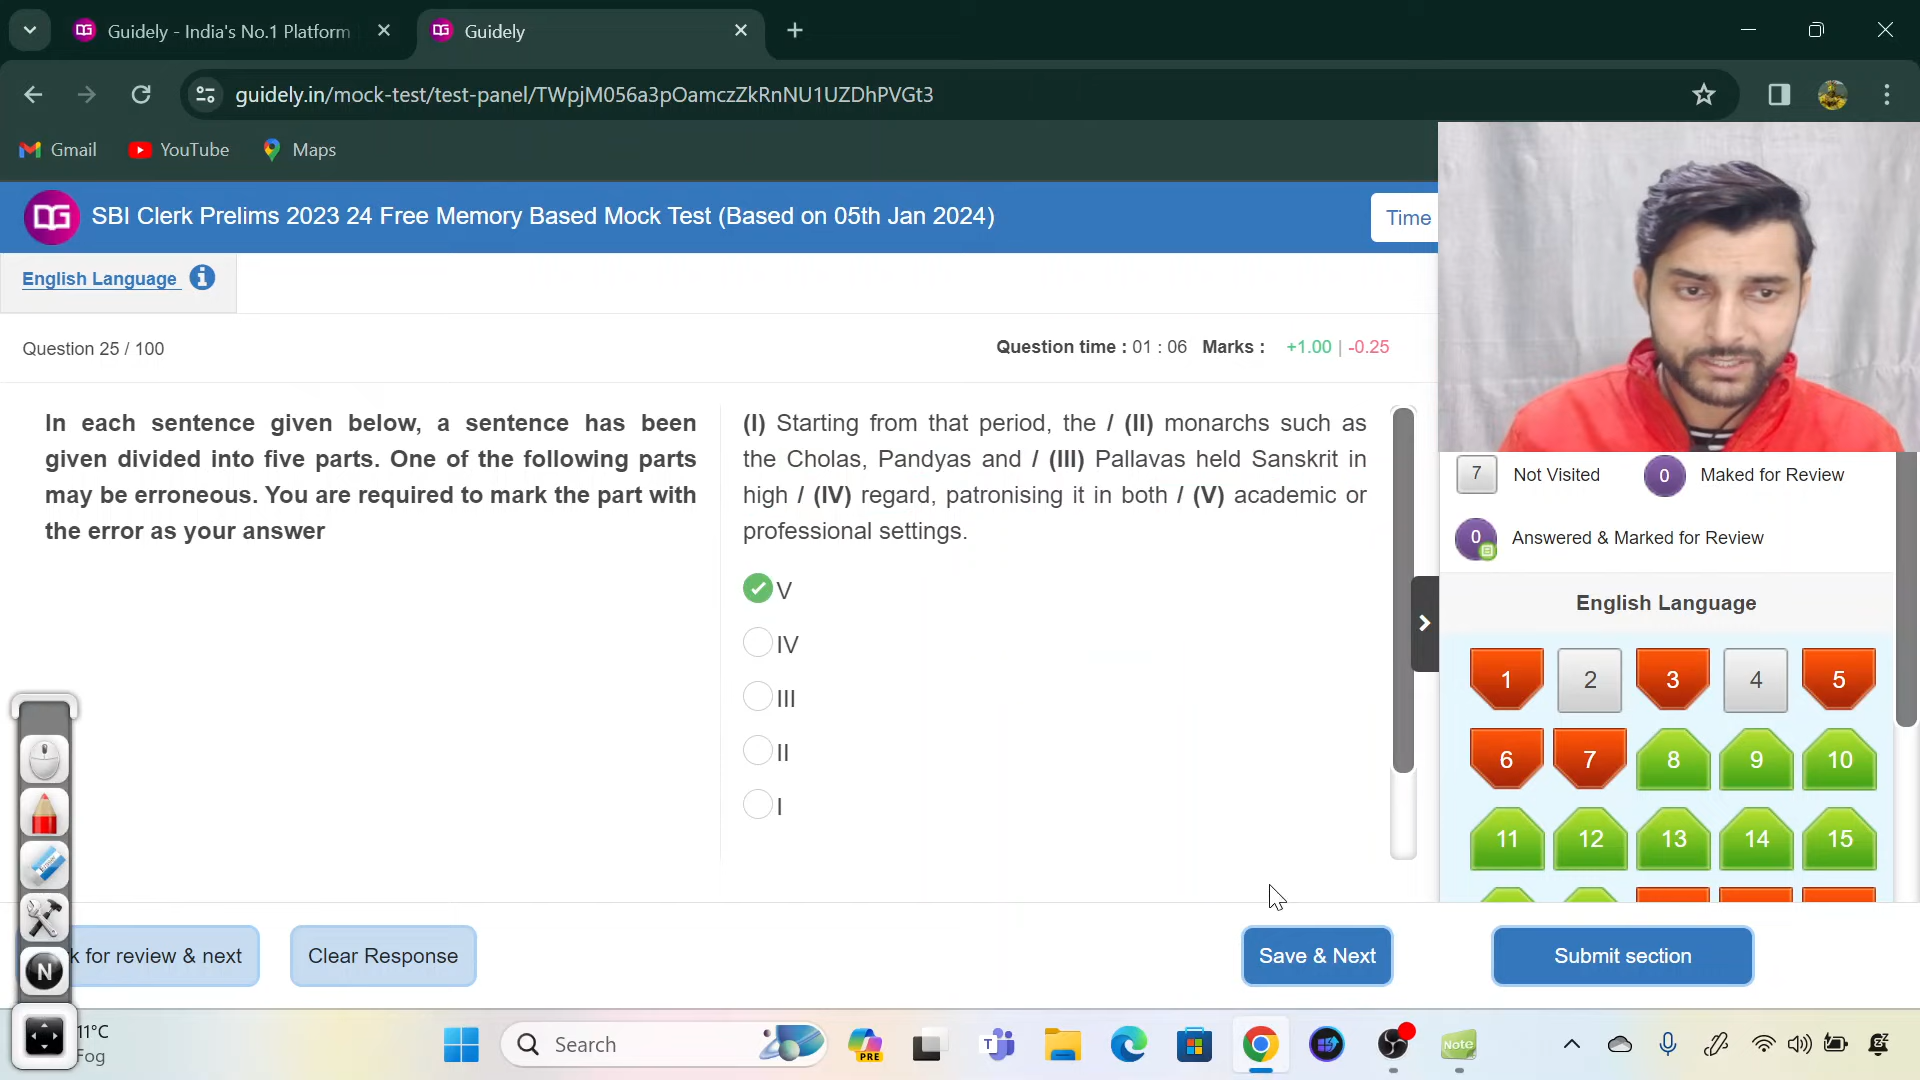 Guidely - India's No.1 Platform
Guidely
guidely.in/mock-test/test-panel/TWpjM056a3pOamczZkRnNU1UZDhPVGt3
Gmail
YouTube
Maps
DG
SBI Clerk Prelims 2023 24 Free Memory Based Mock Test (Based on 05th Jan 2024)
Time
English Language
Question 25 / 100
Question time : 01 : 06 Marks : +1.00 | -0.25
In each sentence given below, a sentence has been
given divided into five parts. One of the following parts
may be erroneous. You are required to mark the part with
the error as your answer
(I) Starting from that period, the / (II) monarchs such as
the Cholas, Pandyas and / (III) Pallavas held Sanskrit in
high / (IV) regard, patronising it in both / (V) academic or
professional settings.
V
IV
III
II
I
7 Not Visited
0 Maked for Review
0 Answered & Marked for Review
English Language
1 2 3 4 5
6 7 8 9 10
11 12 13 14 15
k for review & next
Clear Response
Save & Next
Submit section
N
11°C
Fog
Search
PRE
T
Note